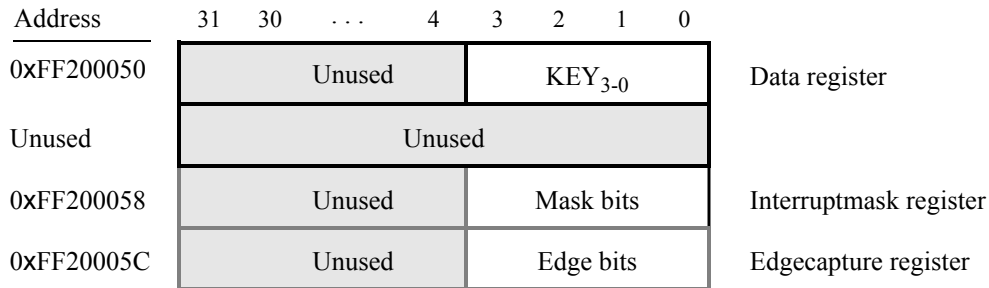 Address 31 30 . . . 4 3 2 1 0
0xFF200050 Unused KEY3-0 Data register
Unused Unused
0xFF200058 Unused Mask bits Interruptmask register
0xFF20005C Unused Edge bits Edgecapture register